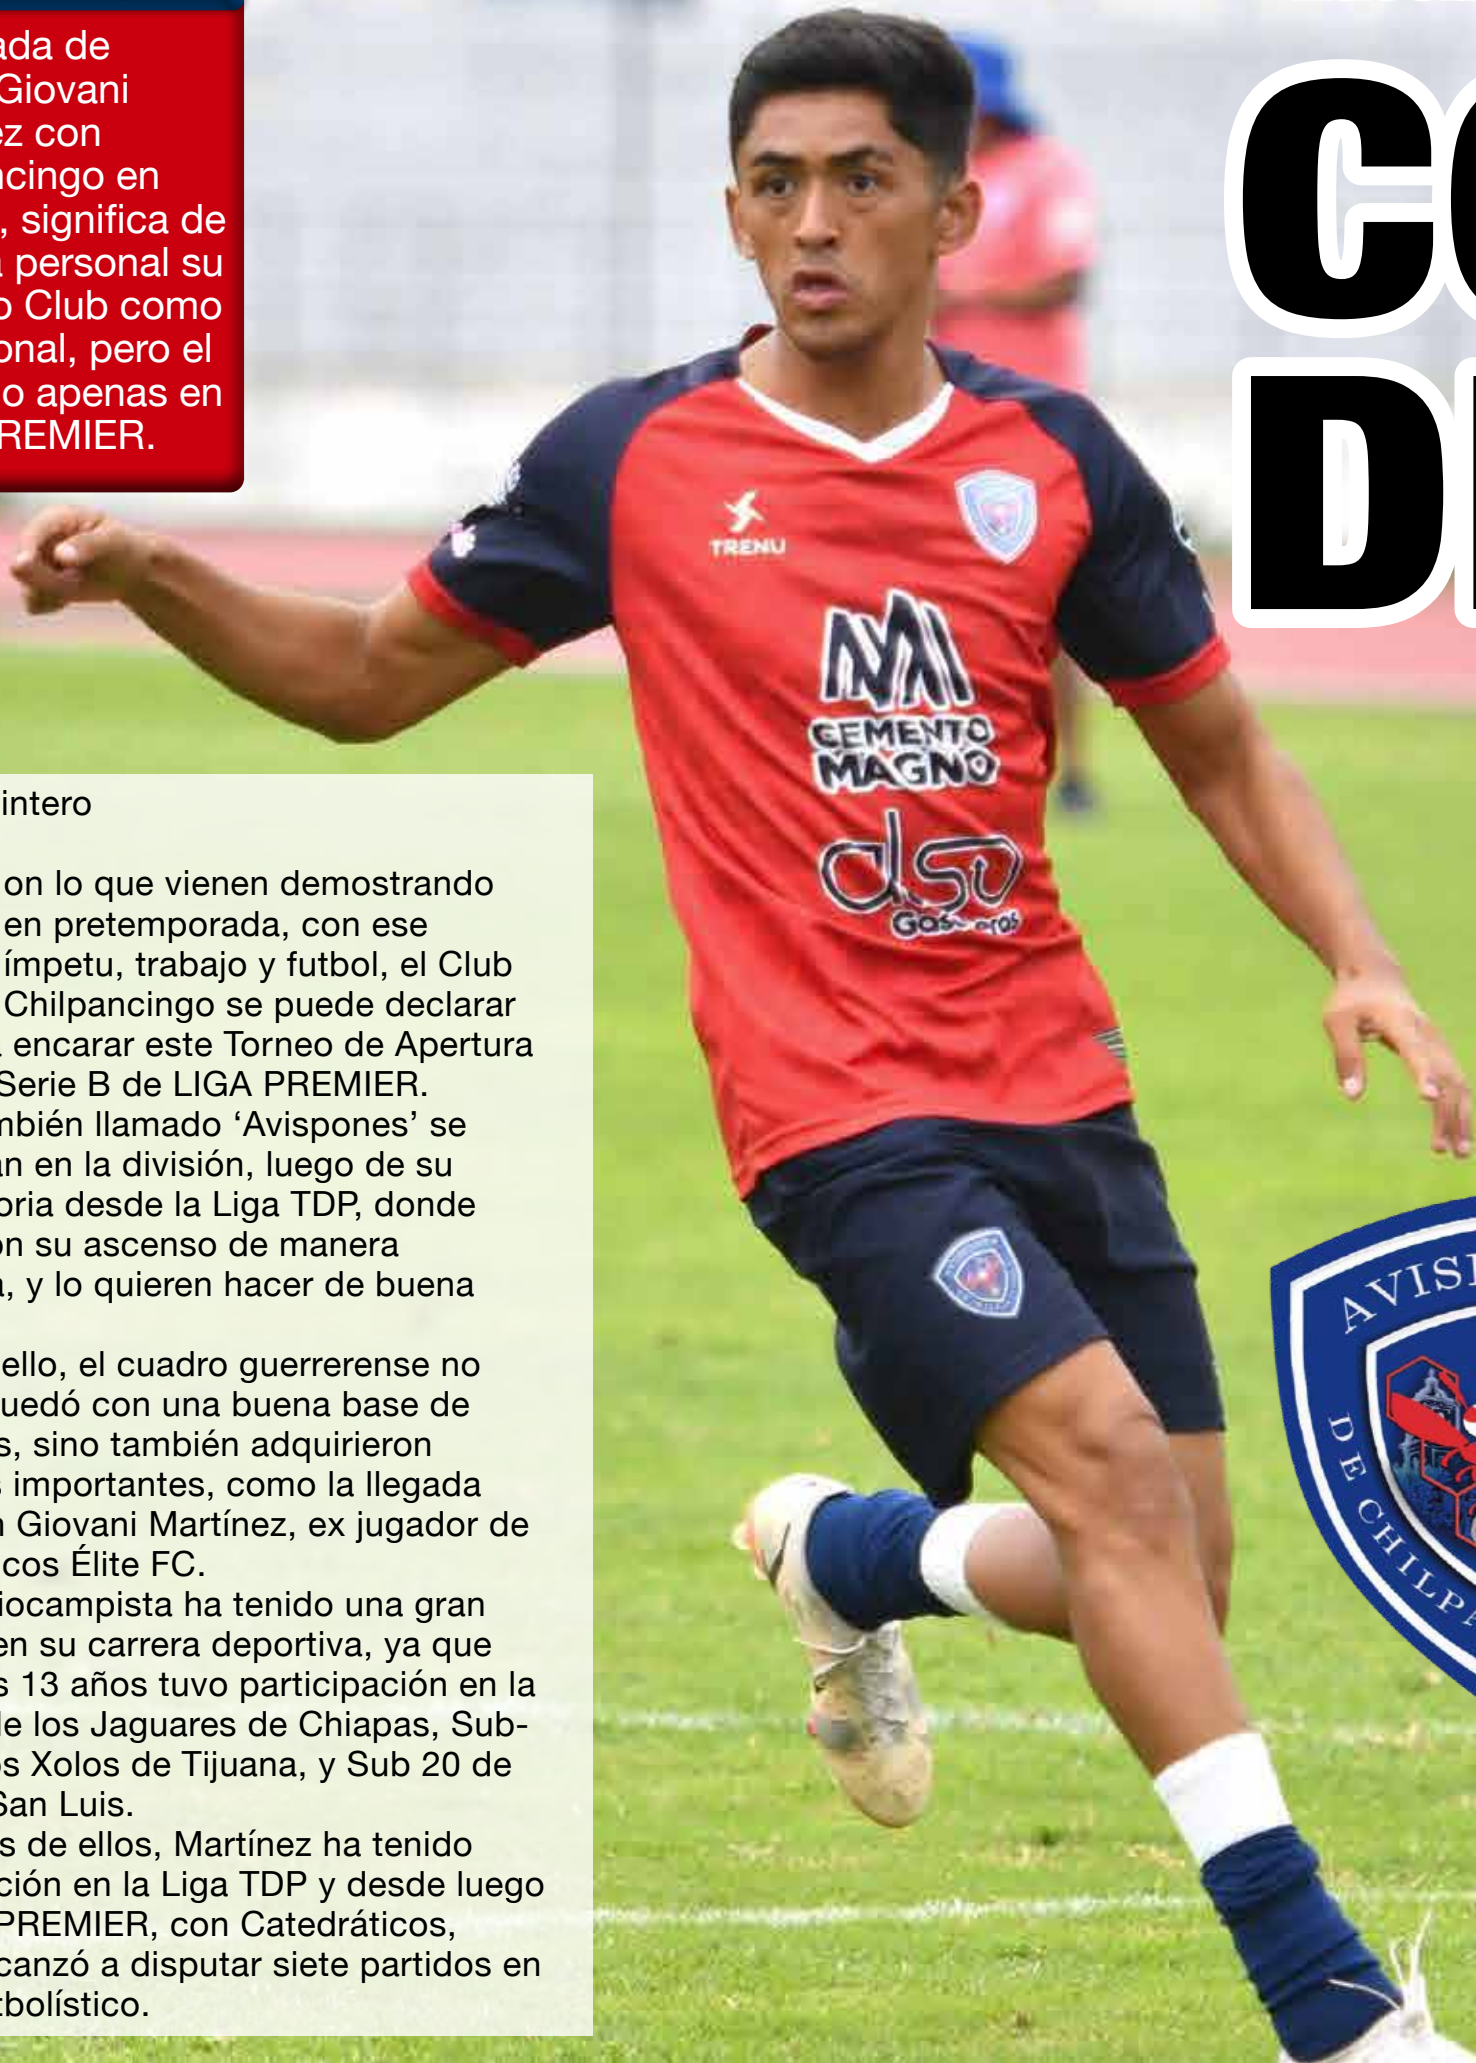 ada de
Giovani
ez con
ncingo en
, significa de
a personal su
o Club como
onal, pero el
o apenas en
REMIER.
CO
DE
TRENU
CEMENTO
MAGNO
dso
intero
on lo que vienen demostrando
en pretemporada, con ese
ímpetu, trabajo y futbol, el Club
Chilpancingo se puede declarar
a encarar este Torneo de Apertura
Serie B de LIGA PREMIER.
mbién llamado ‘Avispones’ se
an en la división, luego de su
oria desde la Liga TDP, donde
on su ascenso de manera
a, y lo quieren hacer de buena
ello, el cuadro guerrerense no
uedó con una buena base de
s, sino también adquirieron
s importantes, como la llegada
n Giovani Martínez, ex jugador de
cos Élite FC.
iocampista ha tenido una gran
en su carrera deportiva, ya que
s 13 años tuvo participación en la
de los Jaguares de Chiapas, Sub-
os Xolos de Tijuana, y Sub 20 de
San Luis.
s de ellos, Martínez ha tenido
ción en la Liga TDP y desde luego
PREMIER, con Catedráticos,
canzó a disputar siete partidos en
tbolístico.
AVISP
DE CHILPA